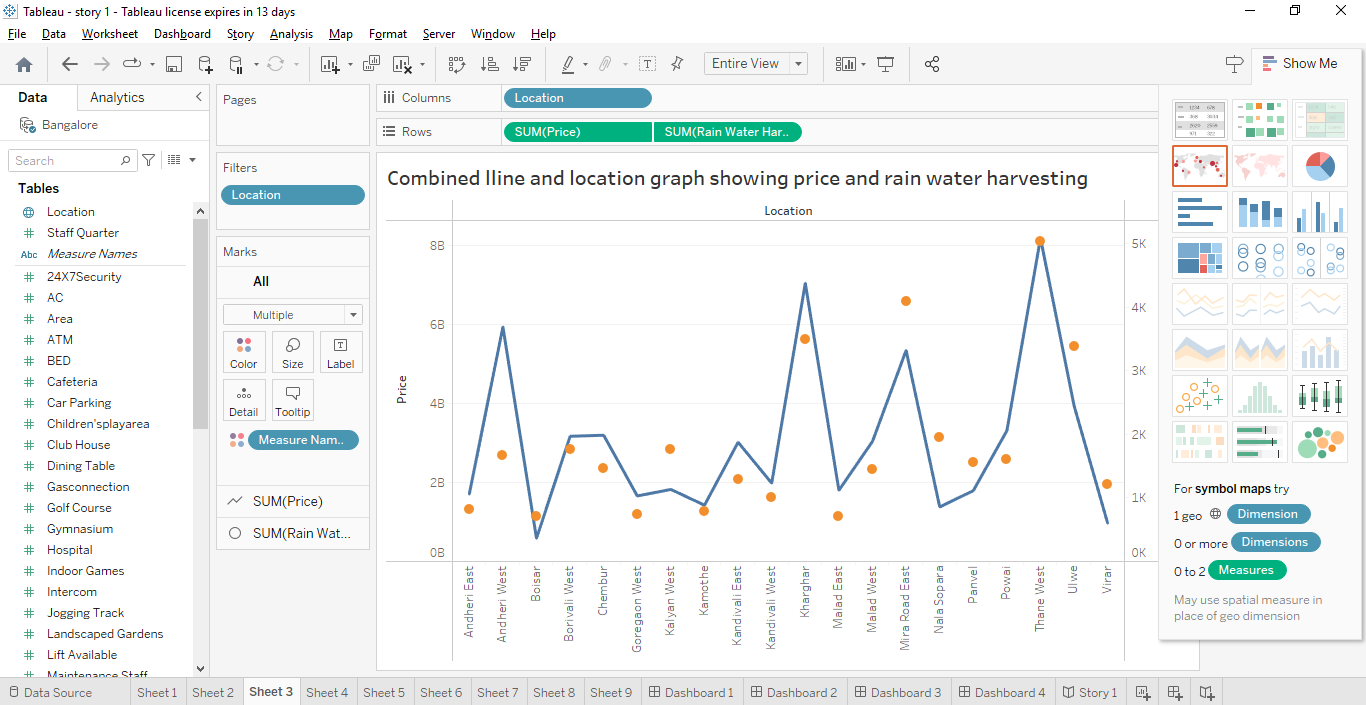 Tableau - story 1 - Tableau license expires in 13 days
File Data Worksheet Dashboard Story Analysis Map Format Server Window Help
Entire View
Show Me
Data Analytics
Bangalore
Search
Tables
Location
Staff Quarter
Abc Measure Names
24X7Security
AC
Area
ATM
BED
Cafeteria
Car Parking
Children'splayarea
Club House
Dining Table
Gasconnection
Golf Course
Gymnasium
Hospital
Indoor Games
Intercom
Jogging Track
Landscaped Gardens
Lift Available
Maintenance Staff
Pages
Filters
Location
Marks
All
Multiple
Color Size Label
Detail Tooltip
Measure Nam..
SUM(Price)
SUM(Rain Wat...
Columns Location
Rows SUM(Price) SUM(Rain Water Har..
Combined lline and location graph showing price and rain water harvesting
Location
Price
8B
6B
4B
2B
0B
5K
4K
3K
2K
1K
0K
Andheri East
Andheri West
Boisar
Borivali West
Chembur
Goregaon West
Kalyan West
Kamothe
Kandivali East
Kandivali West
Kharghar
Malad East
Malad West
Mira Road East
Nala Sopara
Panvel
Powai
Thane West
Ulwe
Virar
For symbol maps try
1 geo Dimension
0 or more Dimensions
0 to 2 Measures
May use spatial measure in
place of geo dimension
Data Source Sheet 1 Sheet 2 Sheet 3 Sheet 4 Sheet 5 Sheet 6 Sheet 7 Sheet 8 Sheet 9 Dashboard 1 Dashboard 2 Dashboard 3 Dashboard 4 Story 1